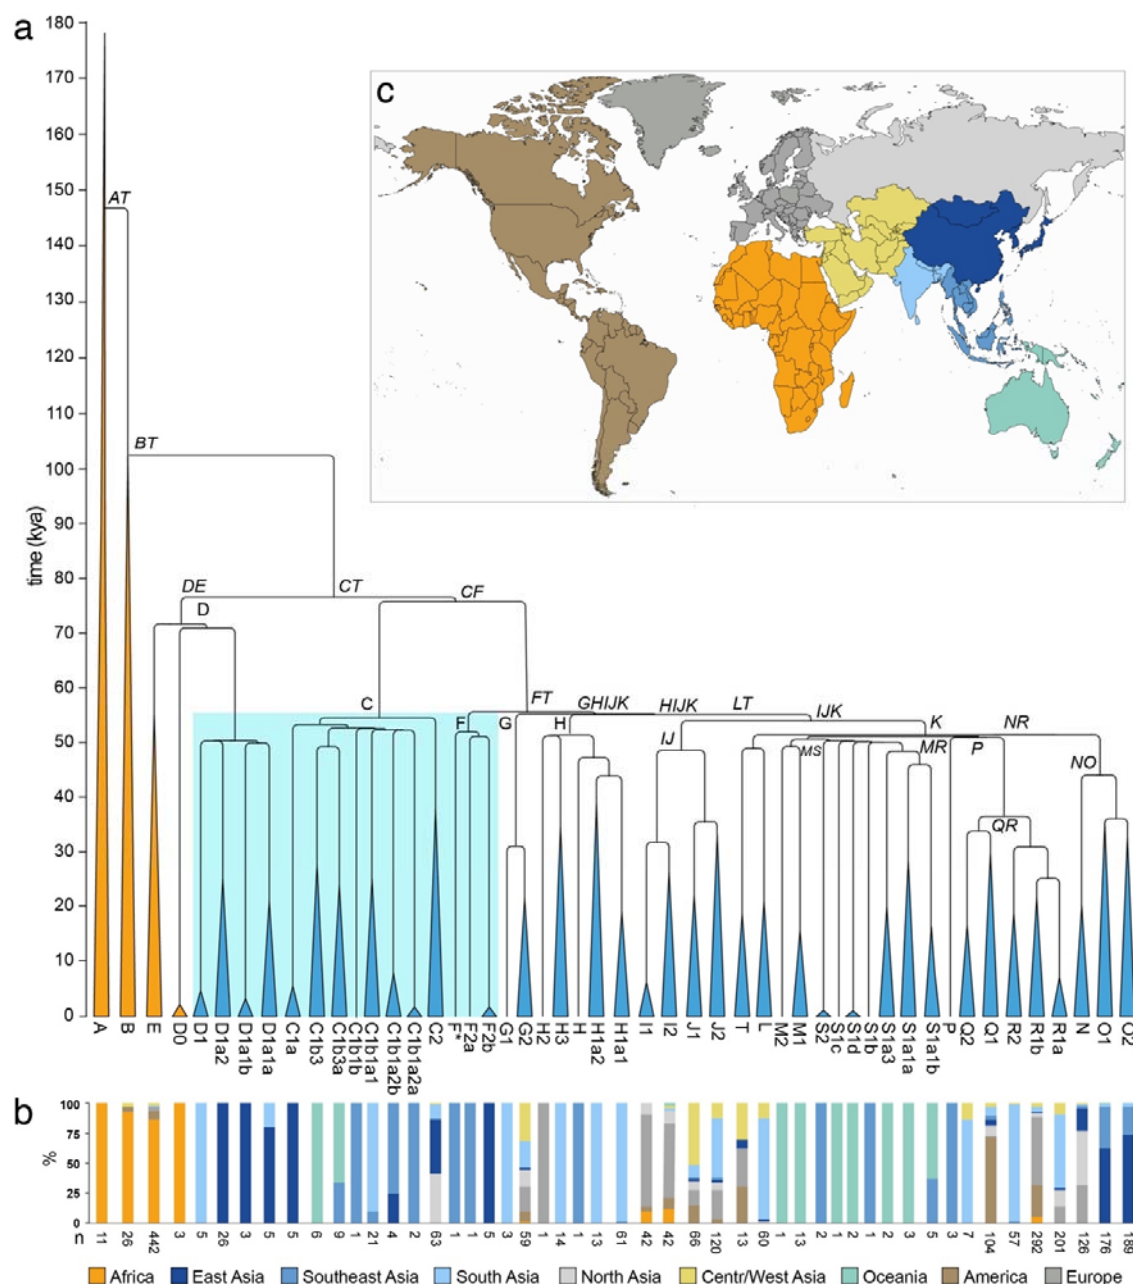 a
180
170
c
160
150
AT
140
130
120
110
BT
100
90
time (kya)
80
DE CT CF
D
70
60
FT GHIJK HIJK LT
C F G H IJK K NR
50
IJ MS MR P NO
40
QR
30
20
10
0
A B E D0 D1 D1a2 D1a1b D1a1a C1a C1b3 C1b3a C1b1b C1b1a1 C1b1a2b C1b1a2a C2 F* F2a F2b G1 G2 H2 H3 H H1a2 H1a1 I1 I2 J1 J2 T L M2 M1 S2 S1c S1d S1b S1a3 S1a1a S1a1b P Q2 Q1 R2 R1b R1a N O1 O2
b
100
75
%
50
25
0
n 11 26 442 3 5 26 3 5 5 6 9 1 21 4 2 63 1 1 5 3 59 1 14 1 13 61 42 42 66 120 13 60 1 13 2 1 2 1 2 3 5 3 7 104 57 292 201 126 176 189
Africa East Asia Southeast Asia South Asia North Asia Centr/West Asia Oceania America Europe